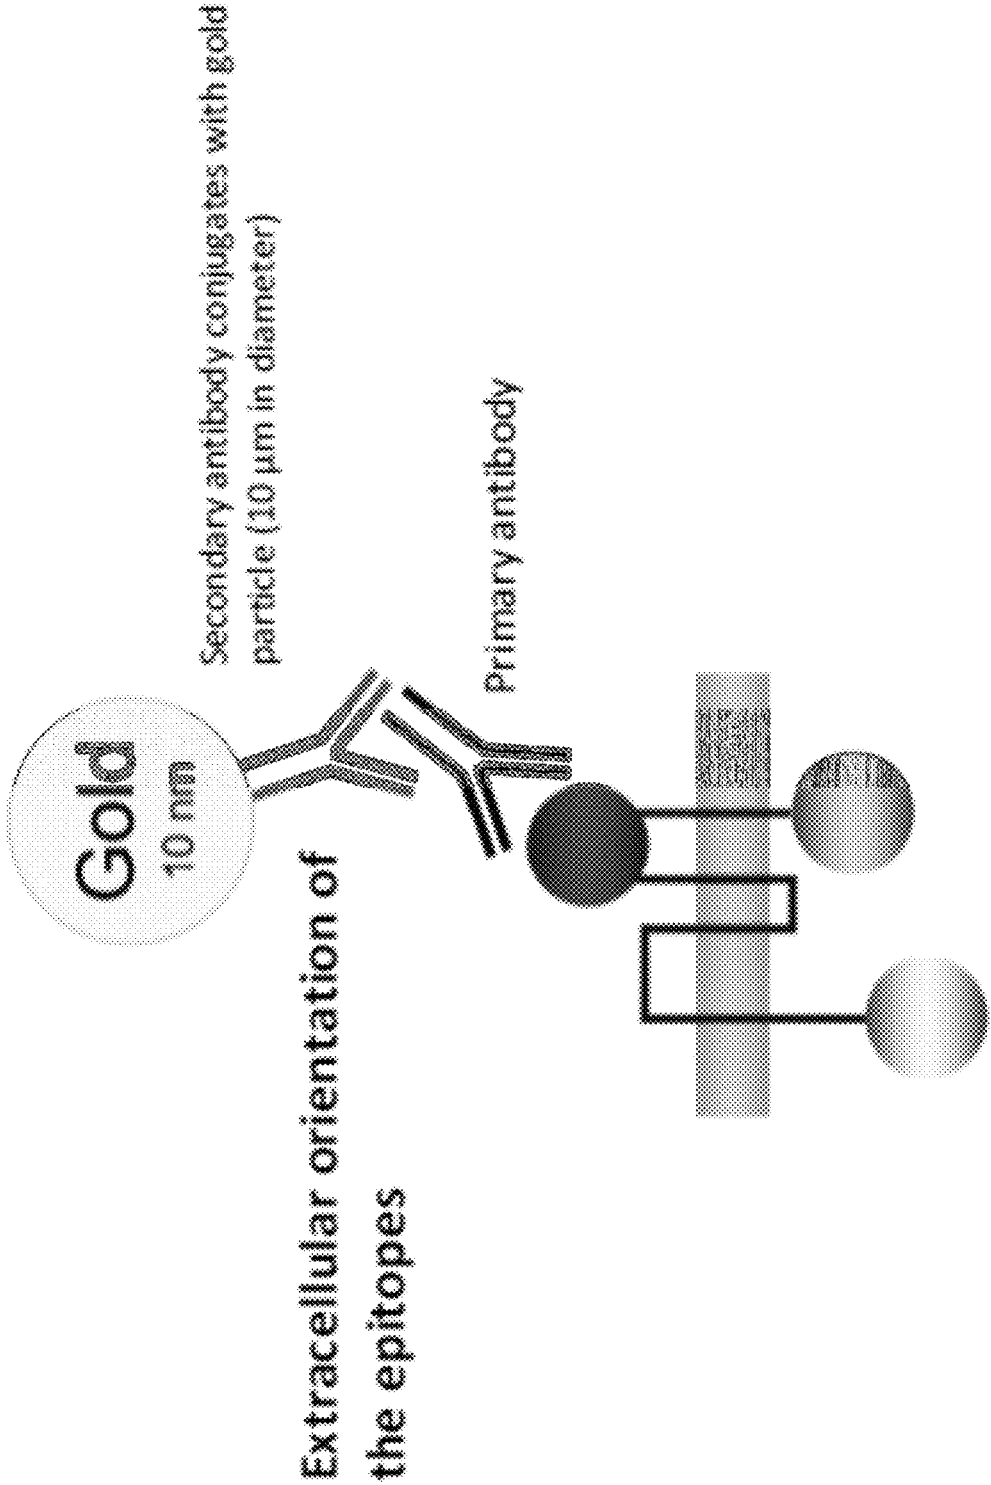 Gold
10 nm
Secondary antibody conjugates with gold
particle (10 µm in diameter)
Extracellular orientation of
the epitopes
Primary antibody